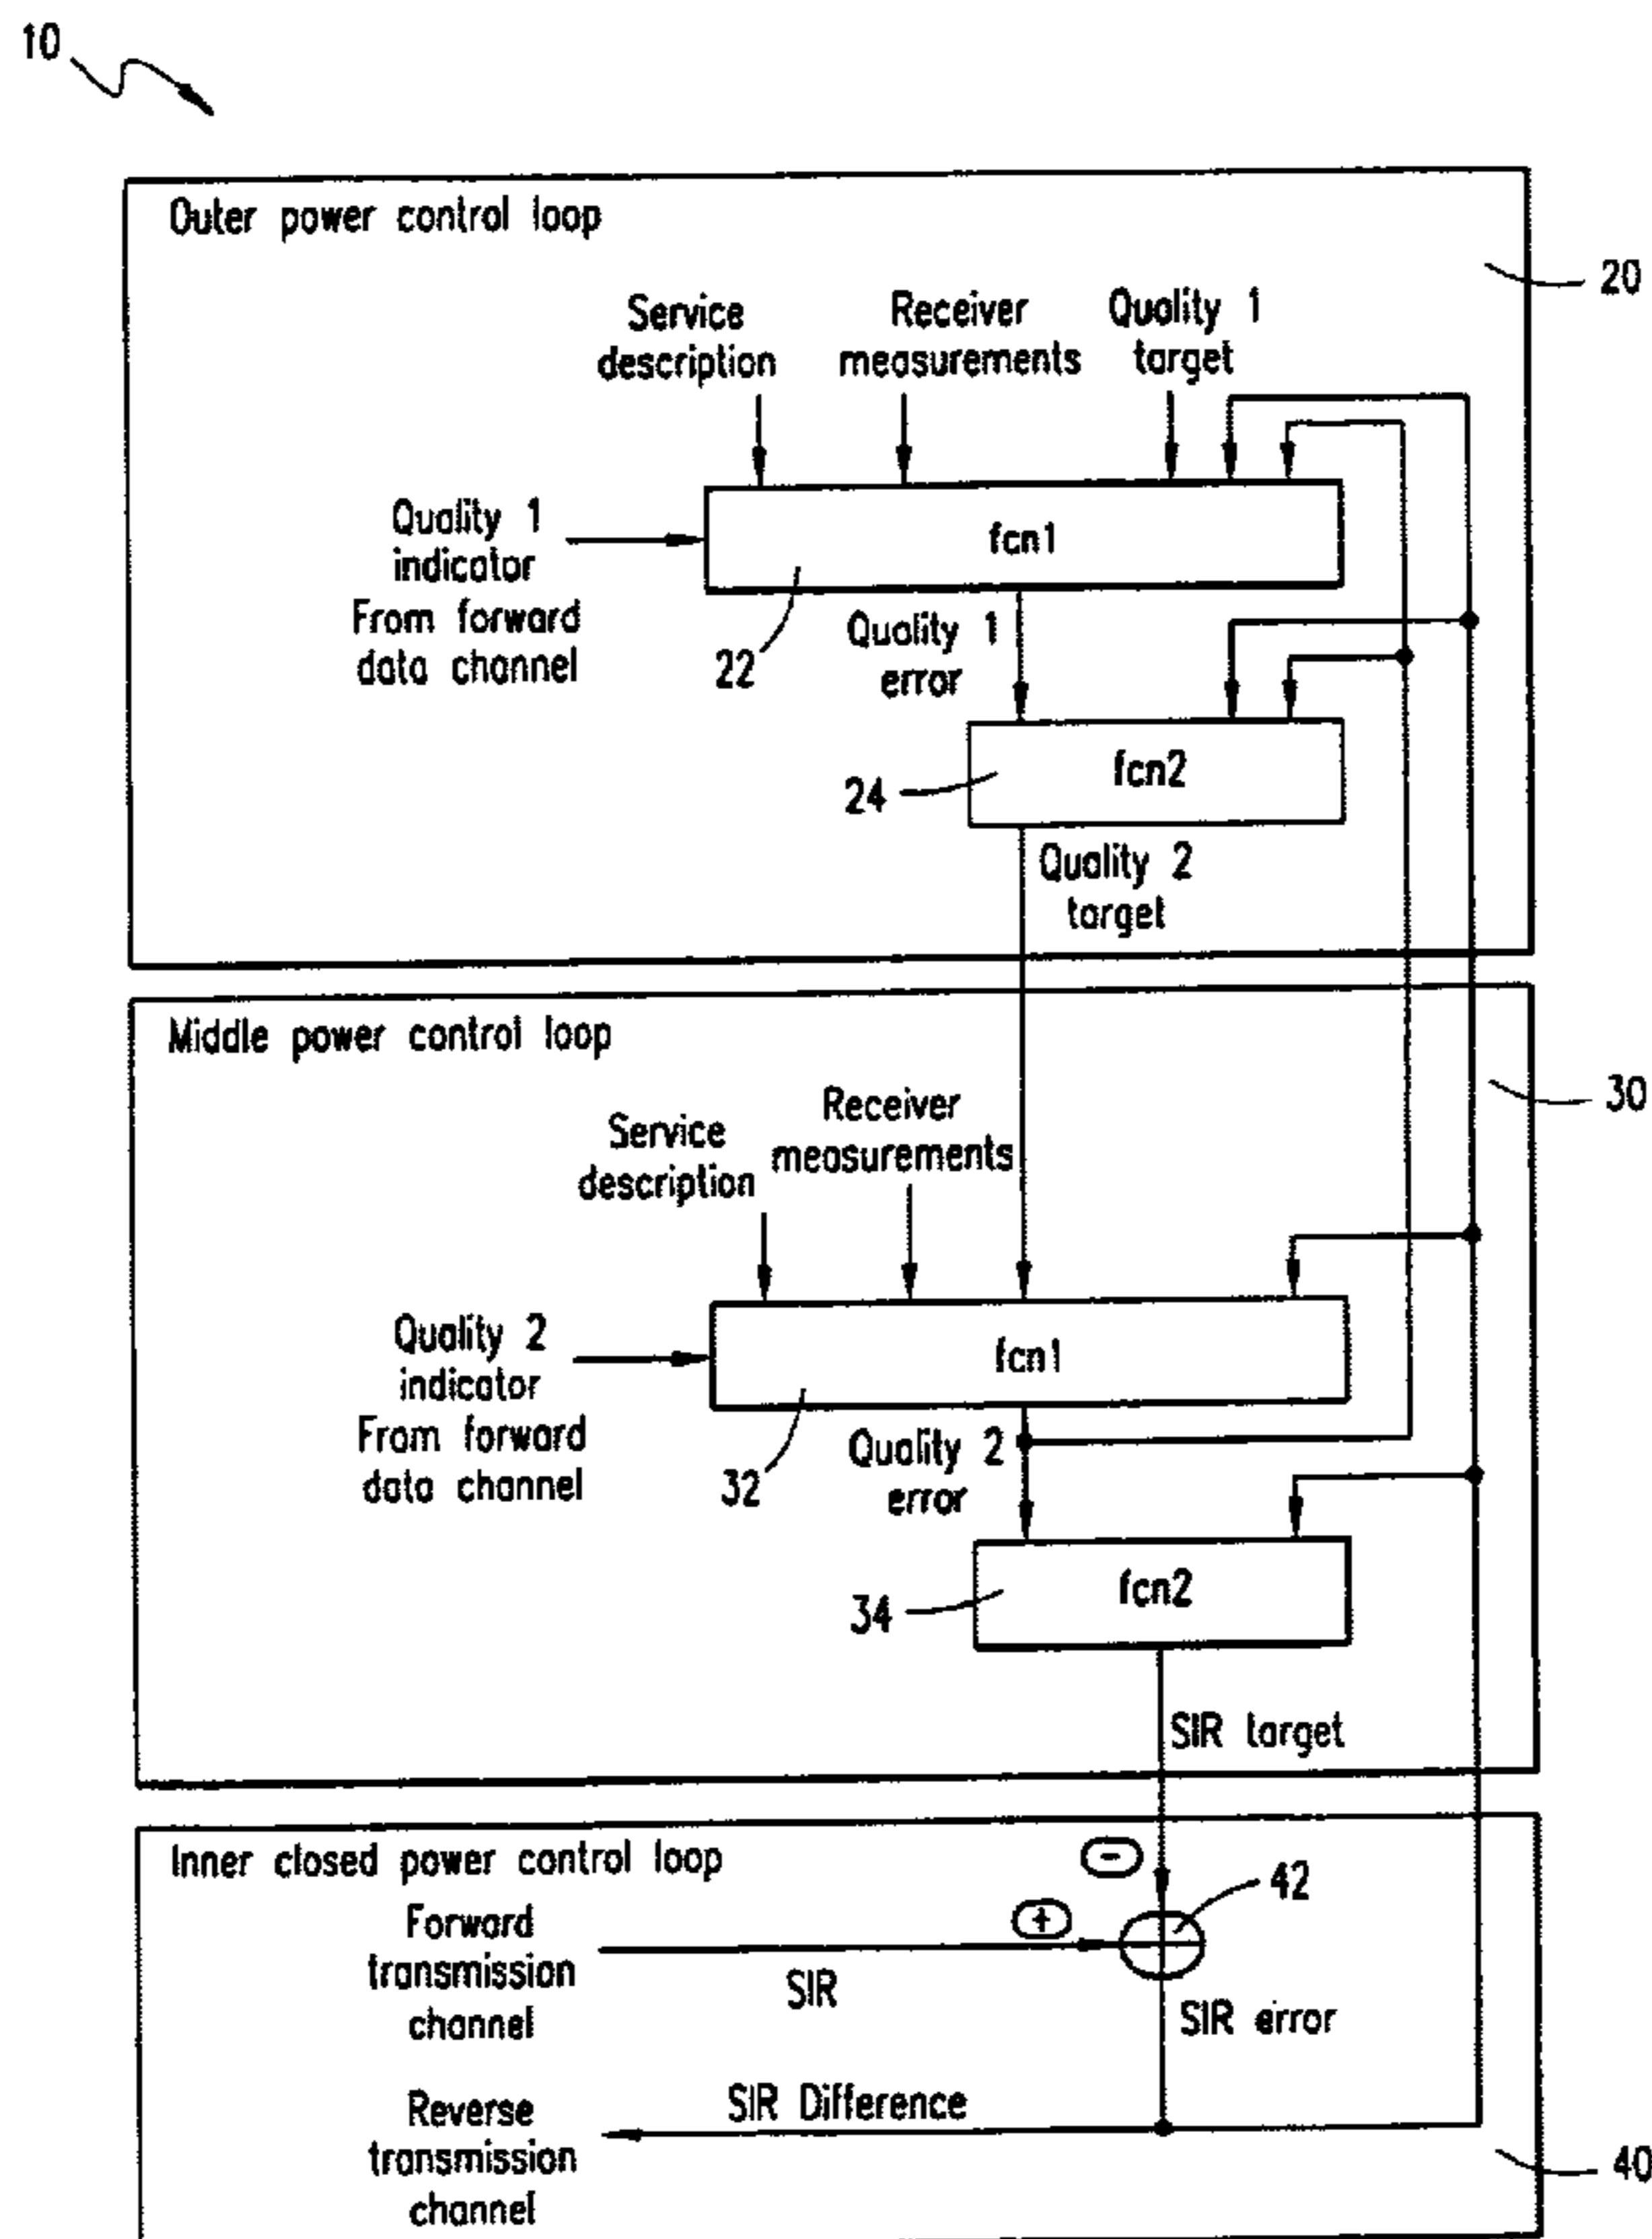 10
Outer power control loop
20
Service
description
Receiver
measurements
Quality 1
target
Quality 1
indicator
From forward
data channel
fcn1
22
Quality 1
error
fcn2
24
Quality 2
target
Middle power control loop
30
Service
description
Receiver
measurements
Quality 2
indicator
From forward
data channel
fcn1
32
Quality 2
error
fcn2
34
SIR target
Inner closed power control loop
-
42
+
Forward
transmission
channel
SIR
SIR error
SIR Difference
Reverse
transmission
channel
40